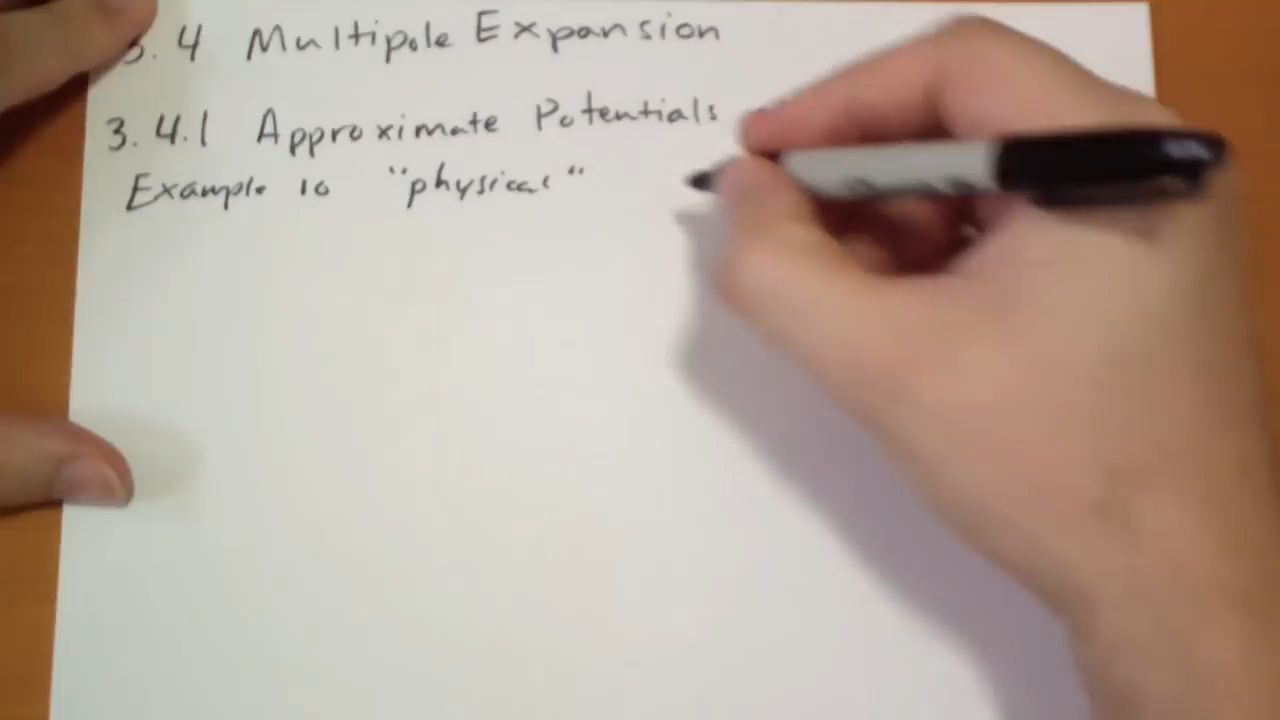 3.4 Multipole Expansion
3.4.1 Approximate Potentials
Example 10 "physical"